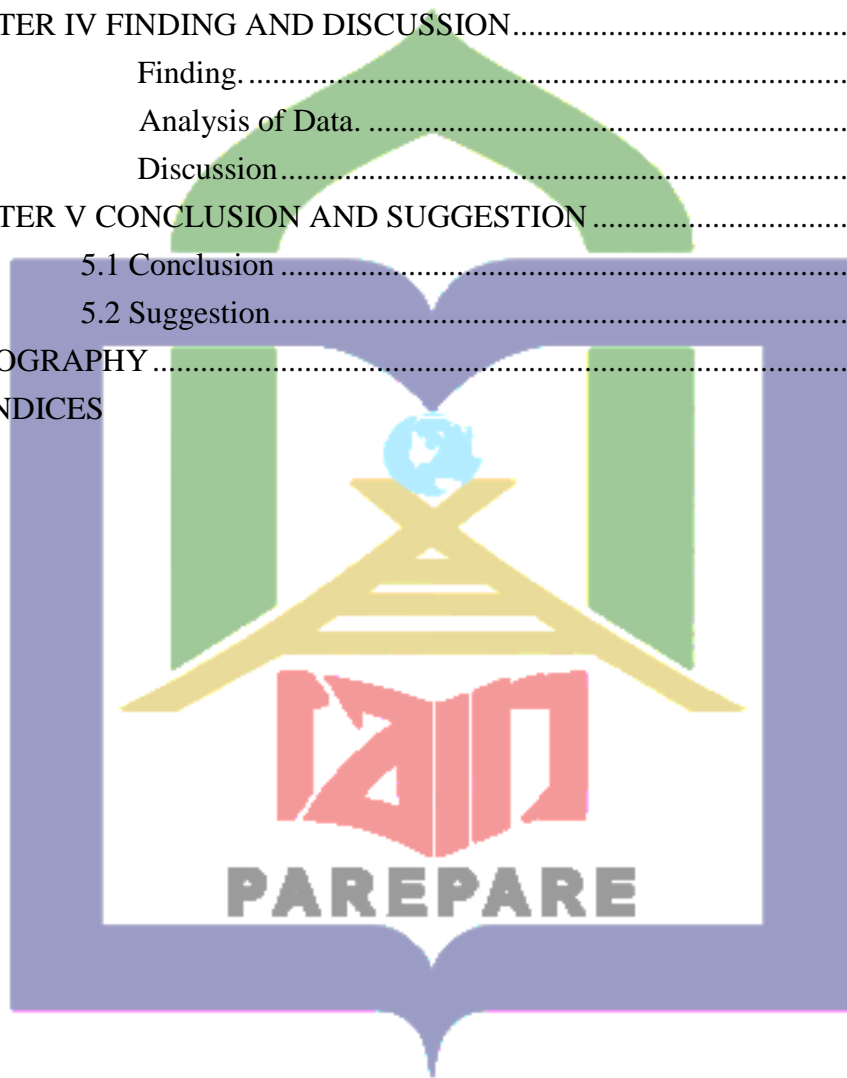 TER IV FINDING AND DISCUSSION.......................................
Finding. ..............................................................................
Analysis of Data. ...............................................................
Discussion..........................................................................
TER V CONCLUSION AND SUGGESTION ................................
5.1 Conclusion .........................................................................
5.2 Suggestion..........................................................................
OGRAPHY ..........................................................................................
NDICES
iain
PAREPARE